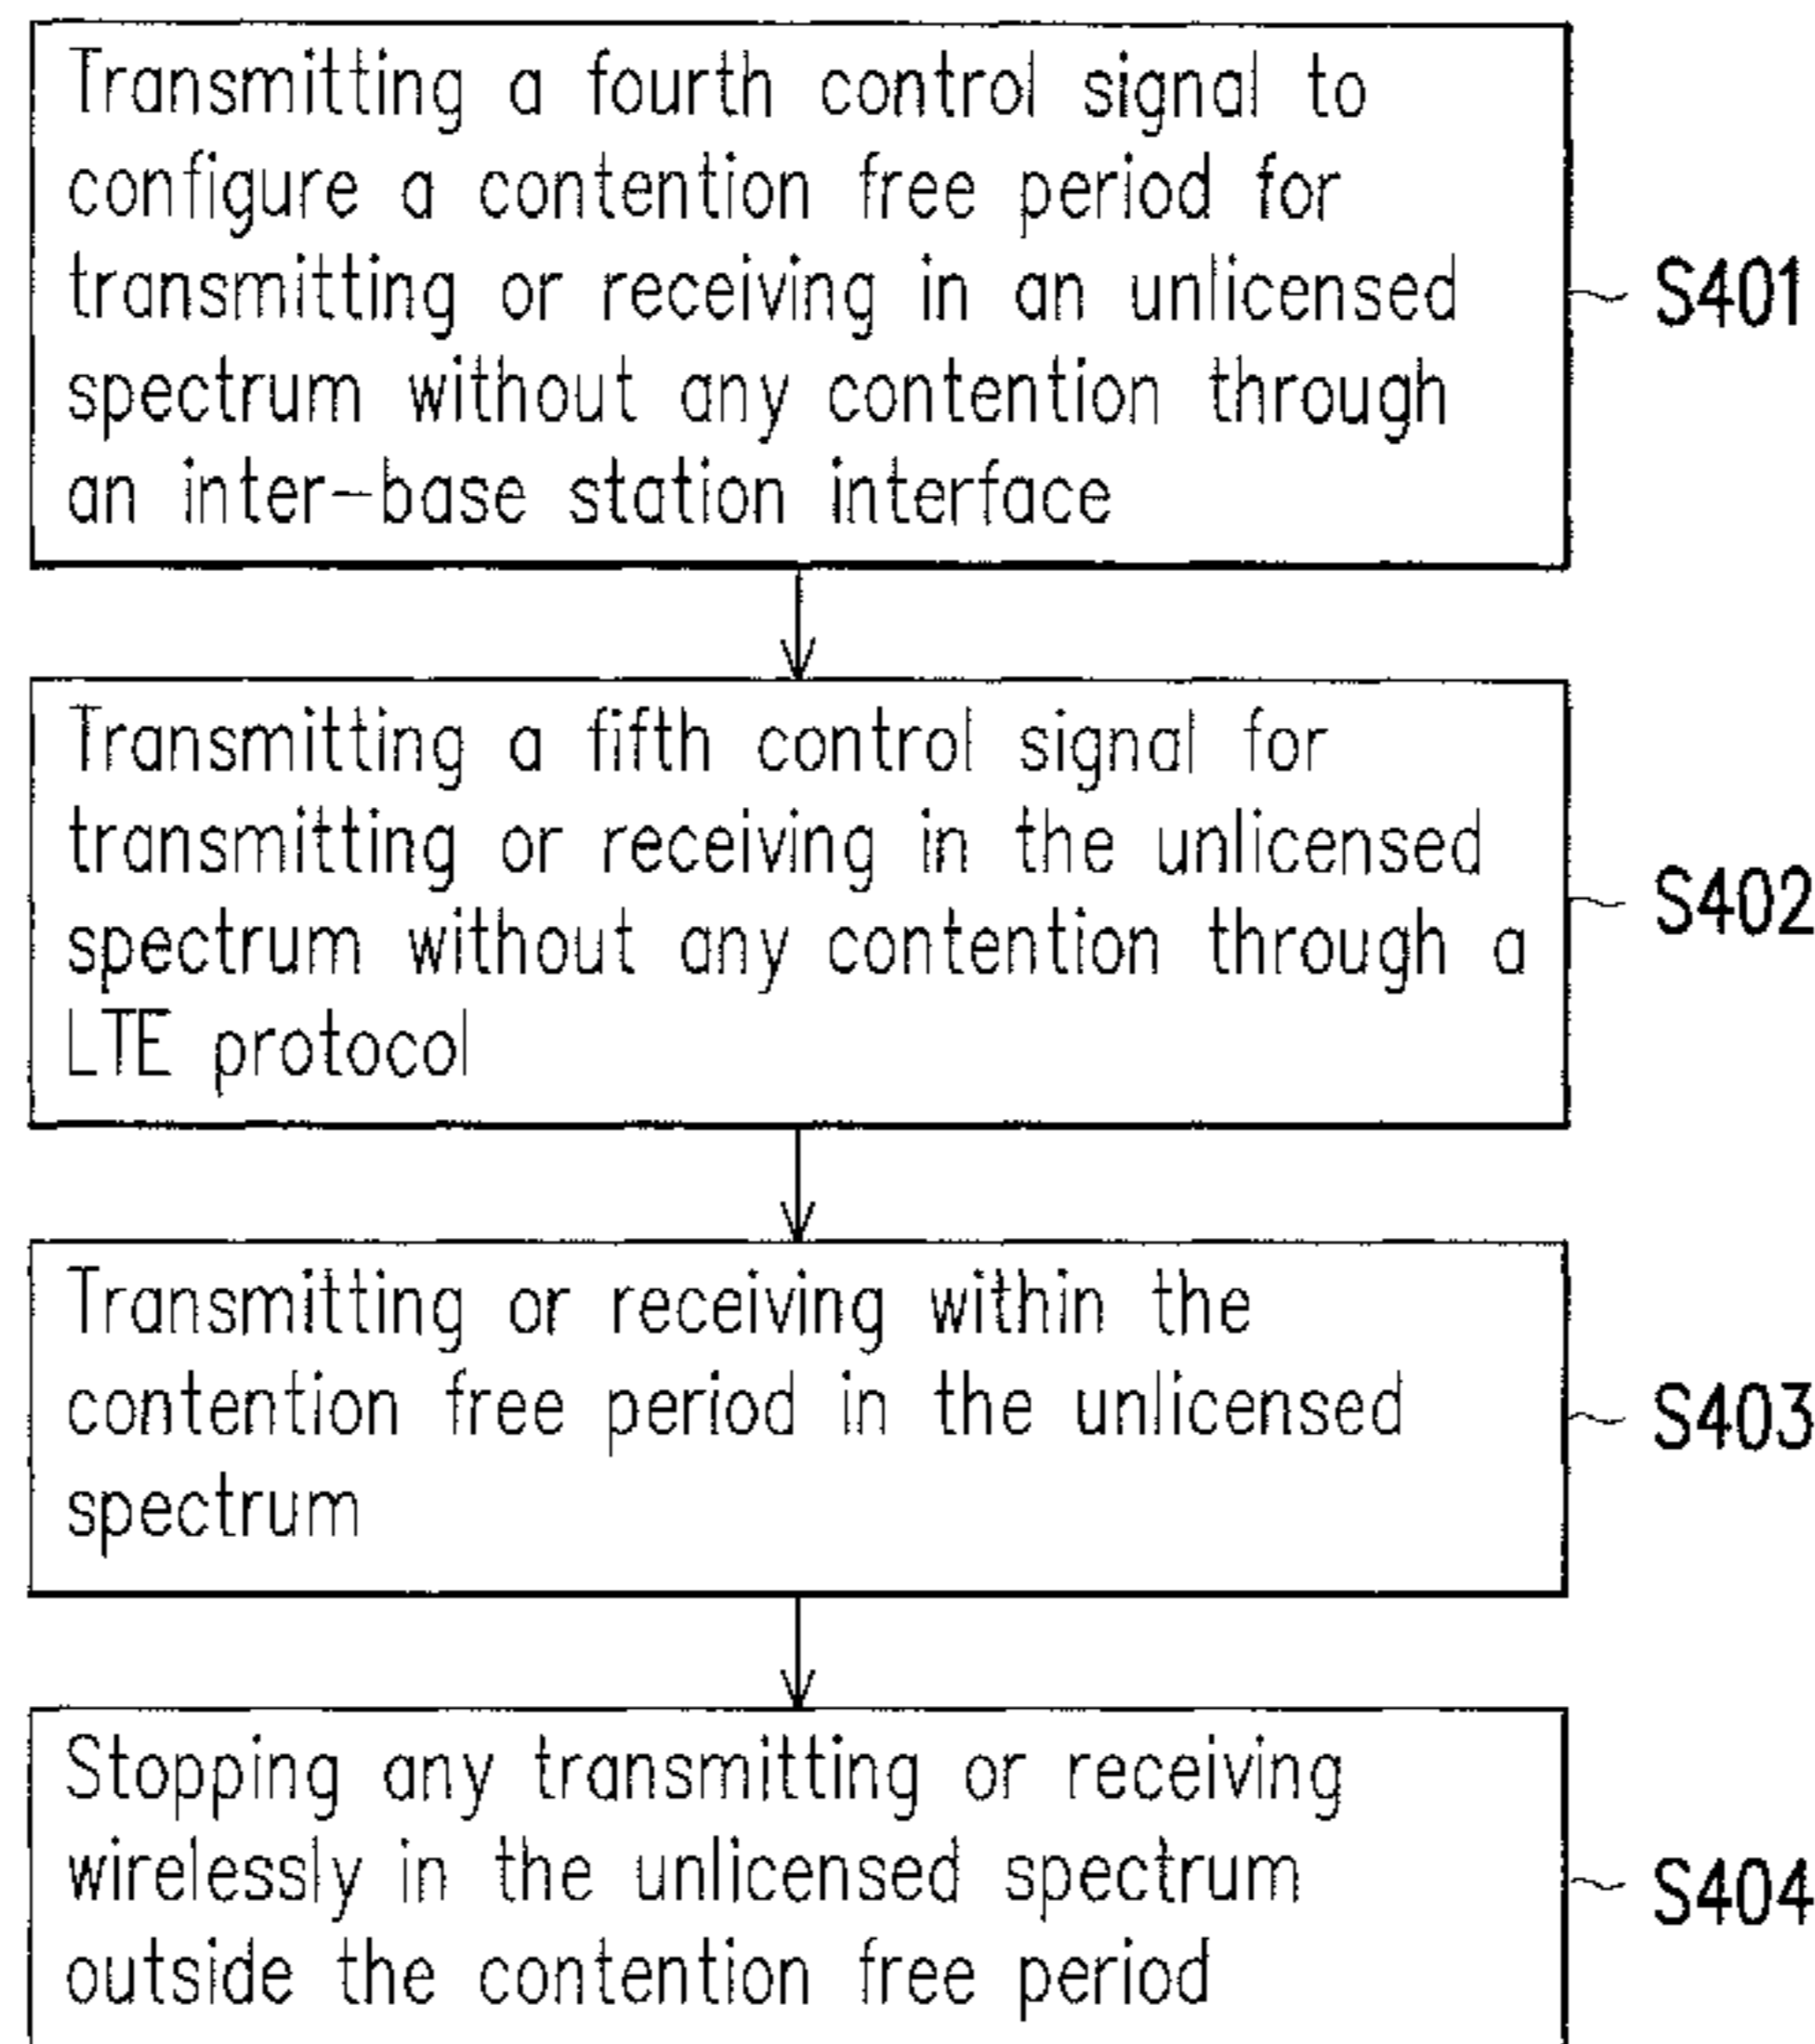 Transmitting a fourth control signal to
configure a contention free period for
transmitting or receiving in an unlicensed
spectrum without any contention through
an inter-base station interface
S401
Transmitting a fifth control signal for
transmitting or receiving in the unlicensed
spectrum without any contention through a
LTE protocol
S402
Transmitting or receiving within the
contention free period in the unlicensed
spectrum
S403
Stopping any transmitting or receiving
wirelessly in the unlicensed spectrum
outside the contention free period
S404